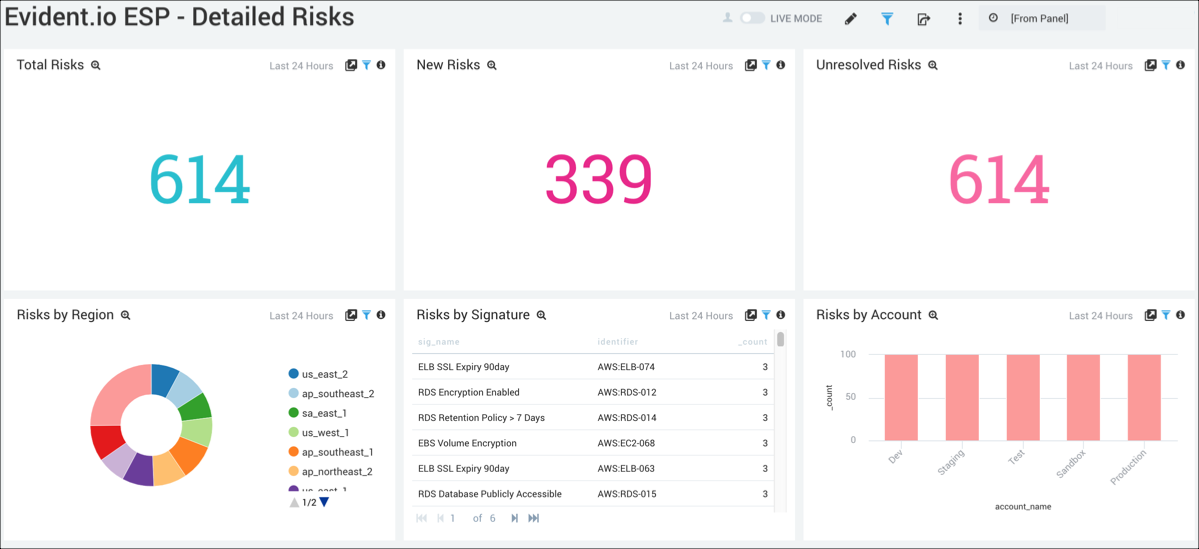 Evident.io ESP - Detailed Risks
LIVE MODE
[From Panel]
Total Risks
Last 24 Hours
614
New Risks
Last 24 Hours
339
Unresolved Risks
Last 24 Hours
614
Risks by Region
Last 24 Hours
us_east_2
ap_southeast_2
sa_east_1
us_west_1
ap_southeast_1
ap_northeast_2
us_east_1
1/2
Risks by Signature
Last 24 Hours
sig_name identifier _count
ELB SSL Expiry 90day AWS:ELB-074 3
RDS Encryption Enabled AWS:RDS-012 3
RDS Retention Policy > 7 Days AWS:RDS-014 3
EBS Volume Encryption AWS:EC2-068 3
ELB SSL Expiry 90day AWS:ELB-063 3
RDS Database Publicly Accessible AWS:RDS-015 3
1 of 6
Risks by Account
Last 24 Hours
_count
100
50
0
Dev
Staging
Test
Sandbox
Production
account_name